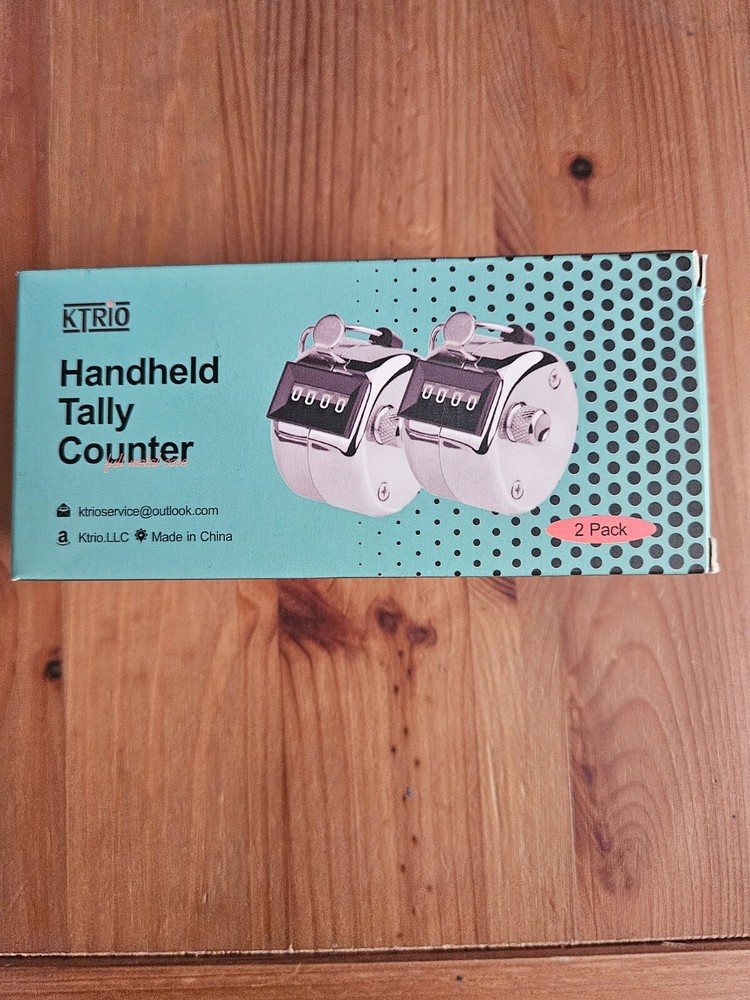 KTRIO
Handheld
Tally
Counter
ktrioservice@outlook.com
a Ktrio.LLC Made in China
0000
0000
2 Pack